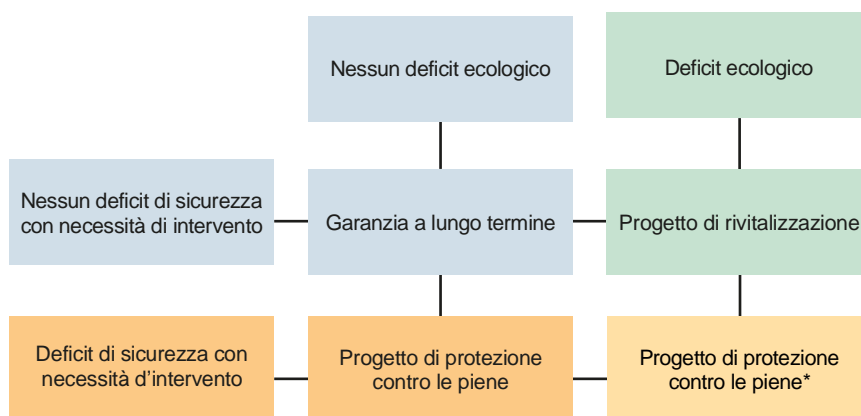 Nessun deficit ecologico
Deficit ecologico
Nessun deficit di sicurezza
con necessità di intervento
Garanzia a lungo termine
Progetto di rivitalizzazione
Deficit di sicurezza con
necessità d'intervento
Progetto di protezione
contro le piene
Progetto di protezione
contro le piene*